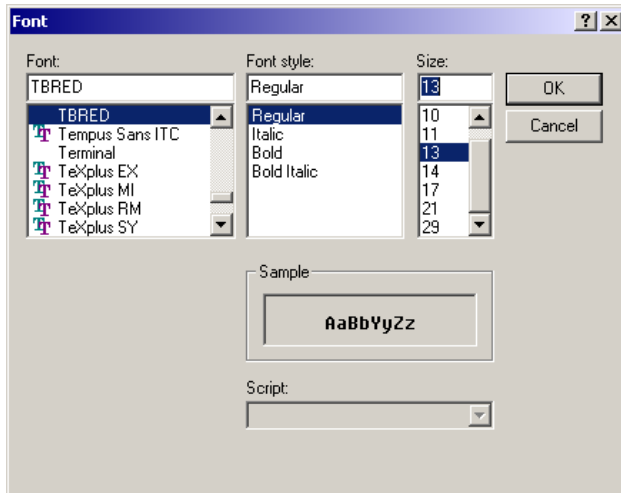 Font
Font:
TBRED
TBRED
Tempus Sans ITC
Terminal
TeXplus EX
TeXplus MI
TeXplus RM
TeXplus SY
Font style:
Regular
Regular
Italic
Bold
Bold Italic
Size:
13
10
11
13
14
17
21
29
OK
Cancel
Sample
AaBbYyZz
Script: